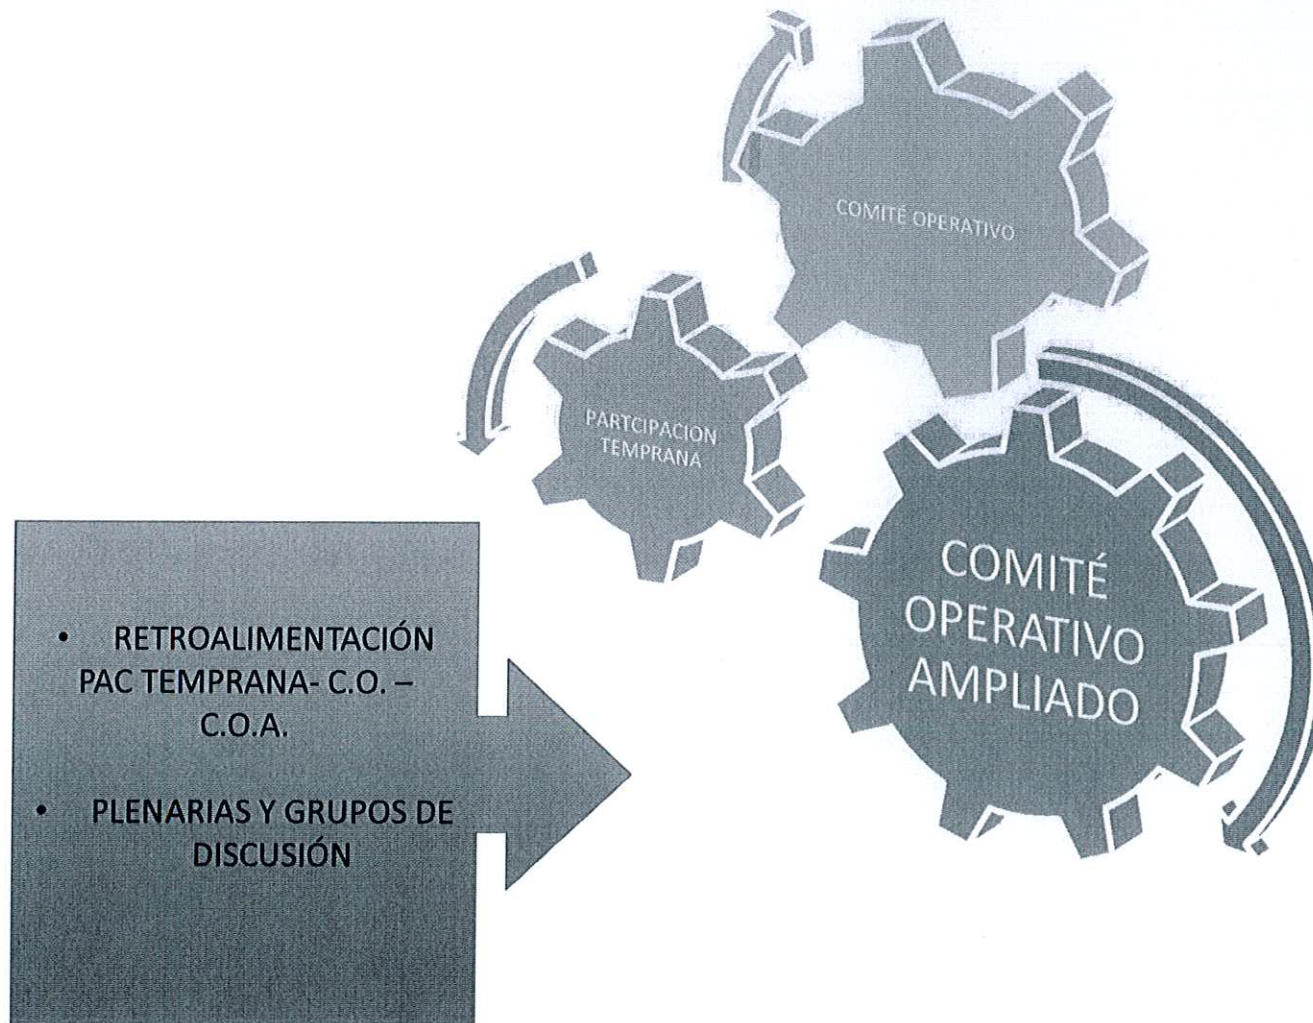 COMITÉ OPERATIVO
PARTCIPACION
TEMPRANA
COMITÉ
OPERATIVO
AMPLIADO
• RETROALIMENTACIÓN
PAC TEMPRANA- C.O. –
C.O.A.
• PLENARIAS Y GRUPOS DE
DISCUSIÓN